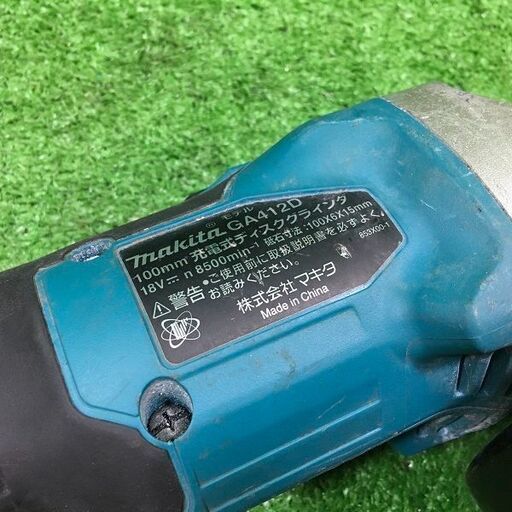 makita モデル GA412D
100mm 充電式ディスクグラインダ
18V n 8500min-1 砥石寸法:100X6X15mm
警告 ●ご使用前に取扱説明書を必ずよく
お読みください。
株式会社マキタ
Made in China